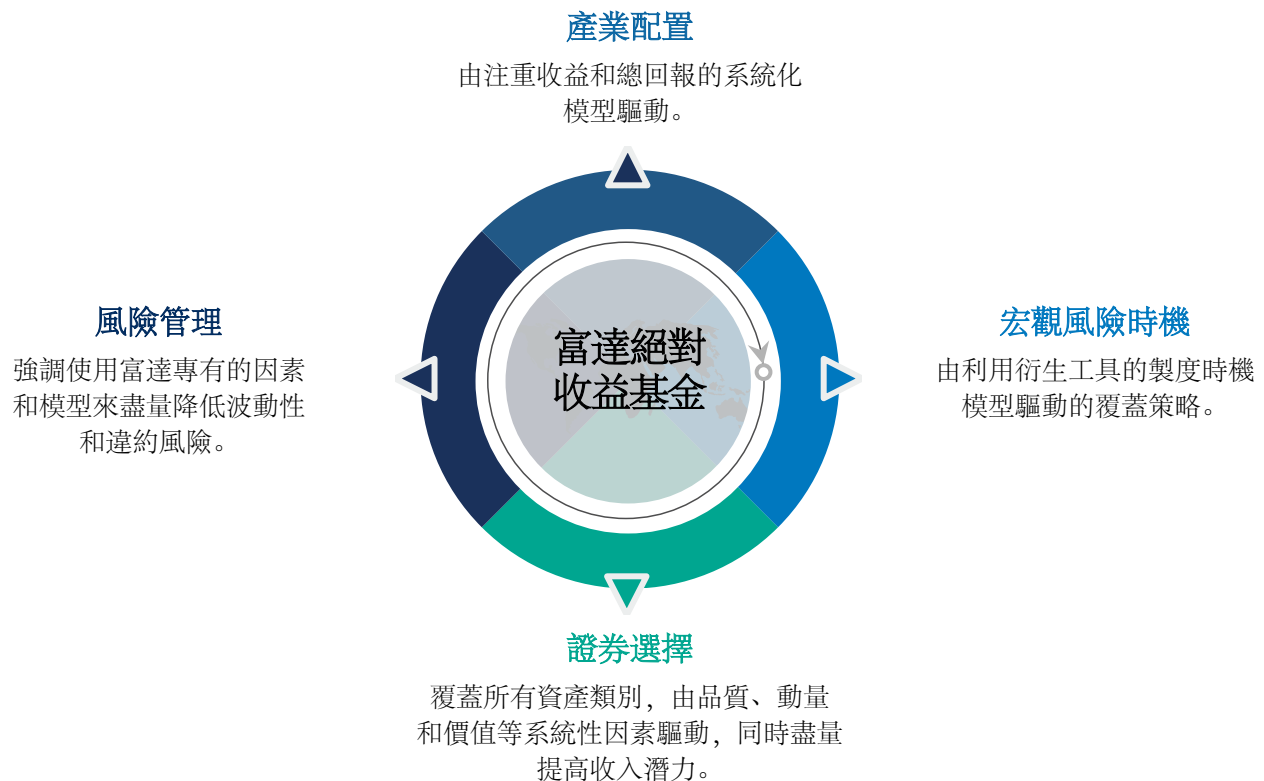 產業配置
由注重收益和總回報的系統化
模型驅動。
風險管理
強調使用富達專有的因素
和模型來盡量降低波動性
和違約風險。
富達絕對
收益基金
宏觀風險時機
由利用衍生工具的製度時機
模型驅動的覆蓋策略。
證券選擇
覆蓋所有資產類別，由品質、動量
和價值等系統性因素驅動，同時盡量
提高收入潛力。